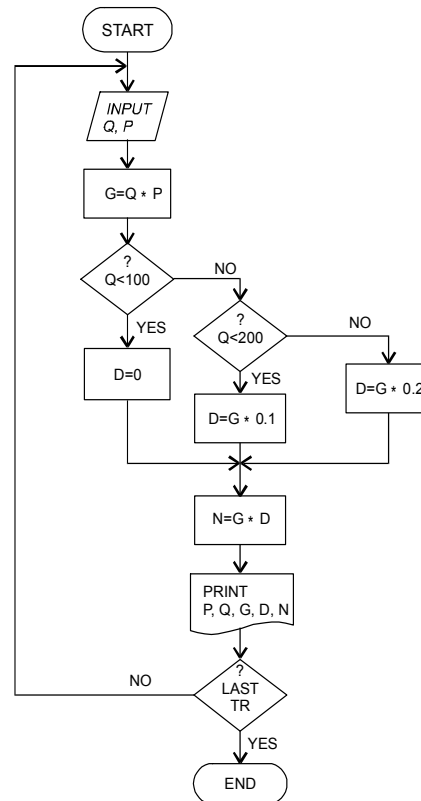 START
INPUT
Q, P
G=Q * P
?
Q<100
NO
YES
?
Q<200
NO
YES
D=0
D=G * 0.1
D=G * 0.2
N=G * D
PRINT
P, Q, G, D, N
?
LAST
TR
NO
YES
END